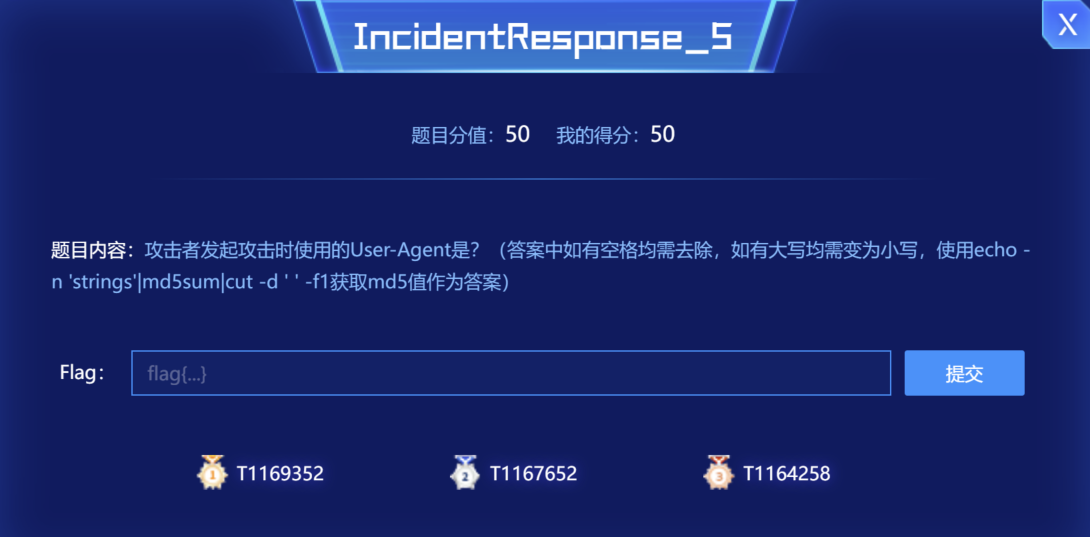 IncidentResponse_5
X
题目分值：50 我的得分：50
题目内容：攻击者发起攻击时使用的User-Agent是？（答案中如有空格均需去除，如有大写均需变为小写，使用echo -
n 'strings'|md5sum|cut -d ' ' -f1获取md5值作为答案）
Flag： flag{...} 提交
1 T1169352 2 T1167652 3 T1164258